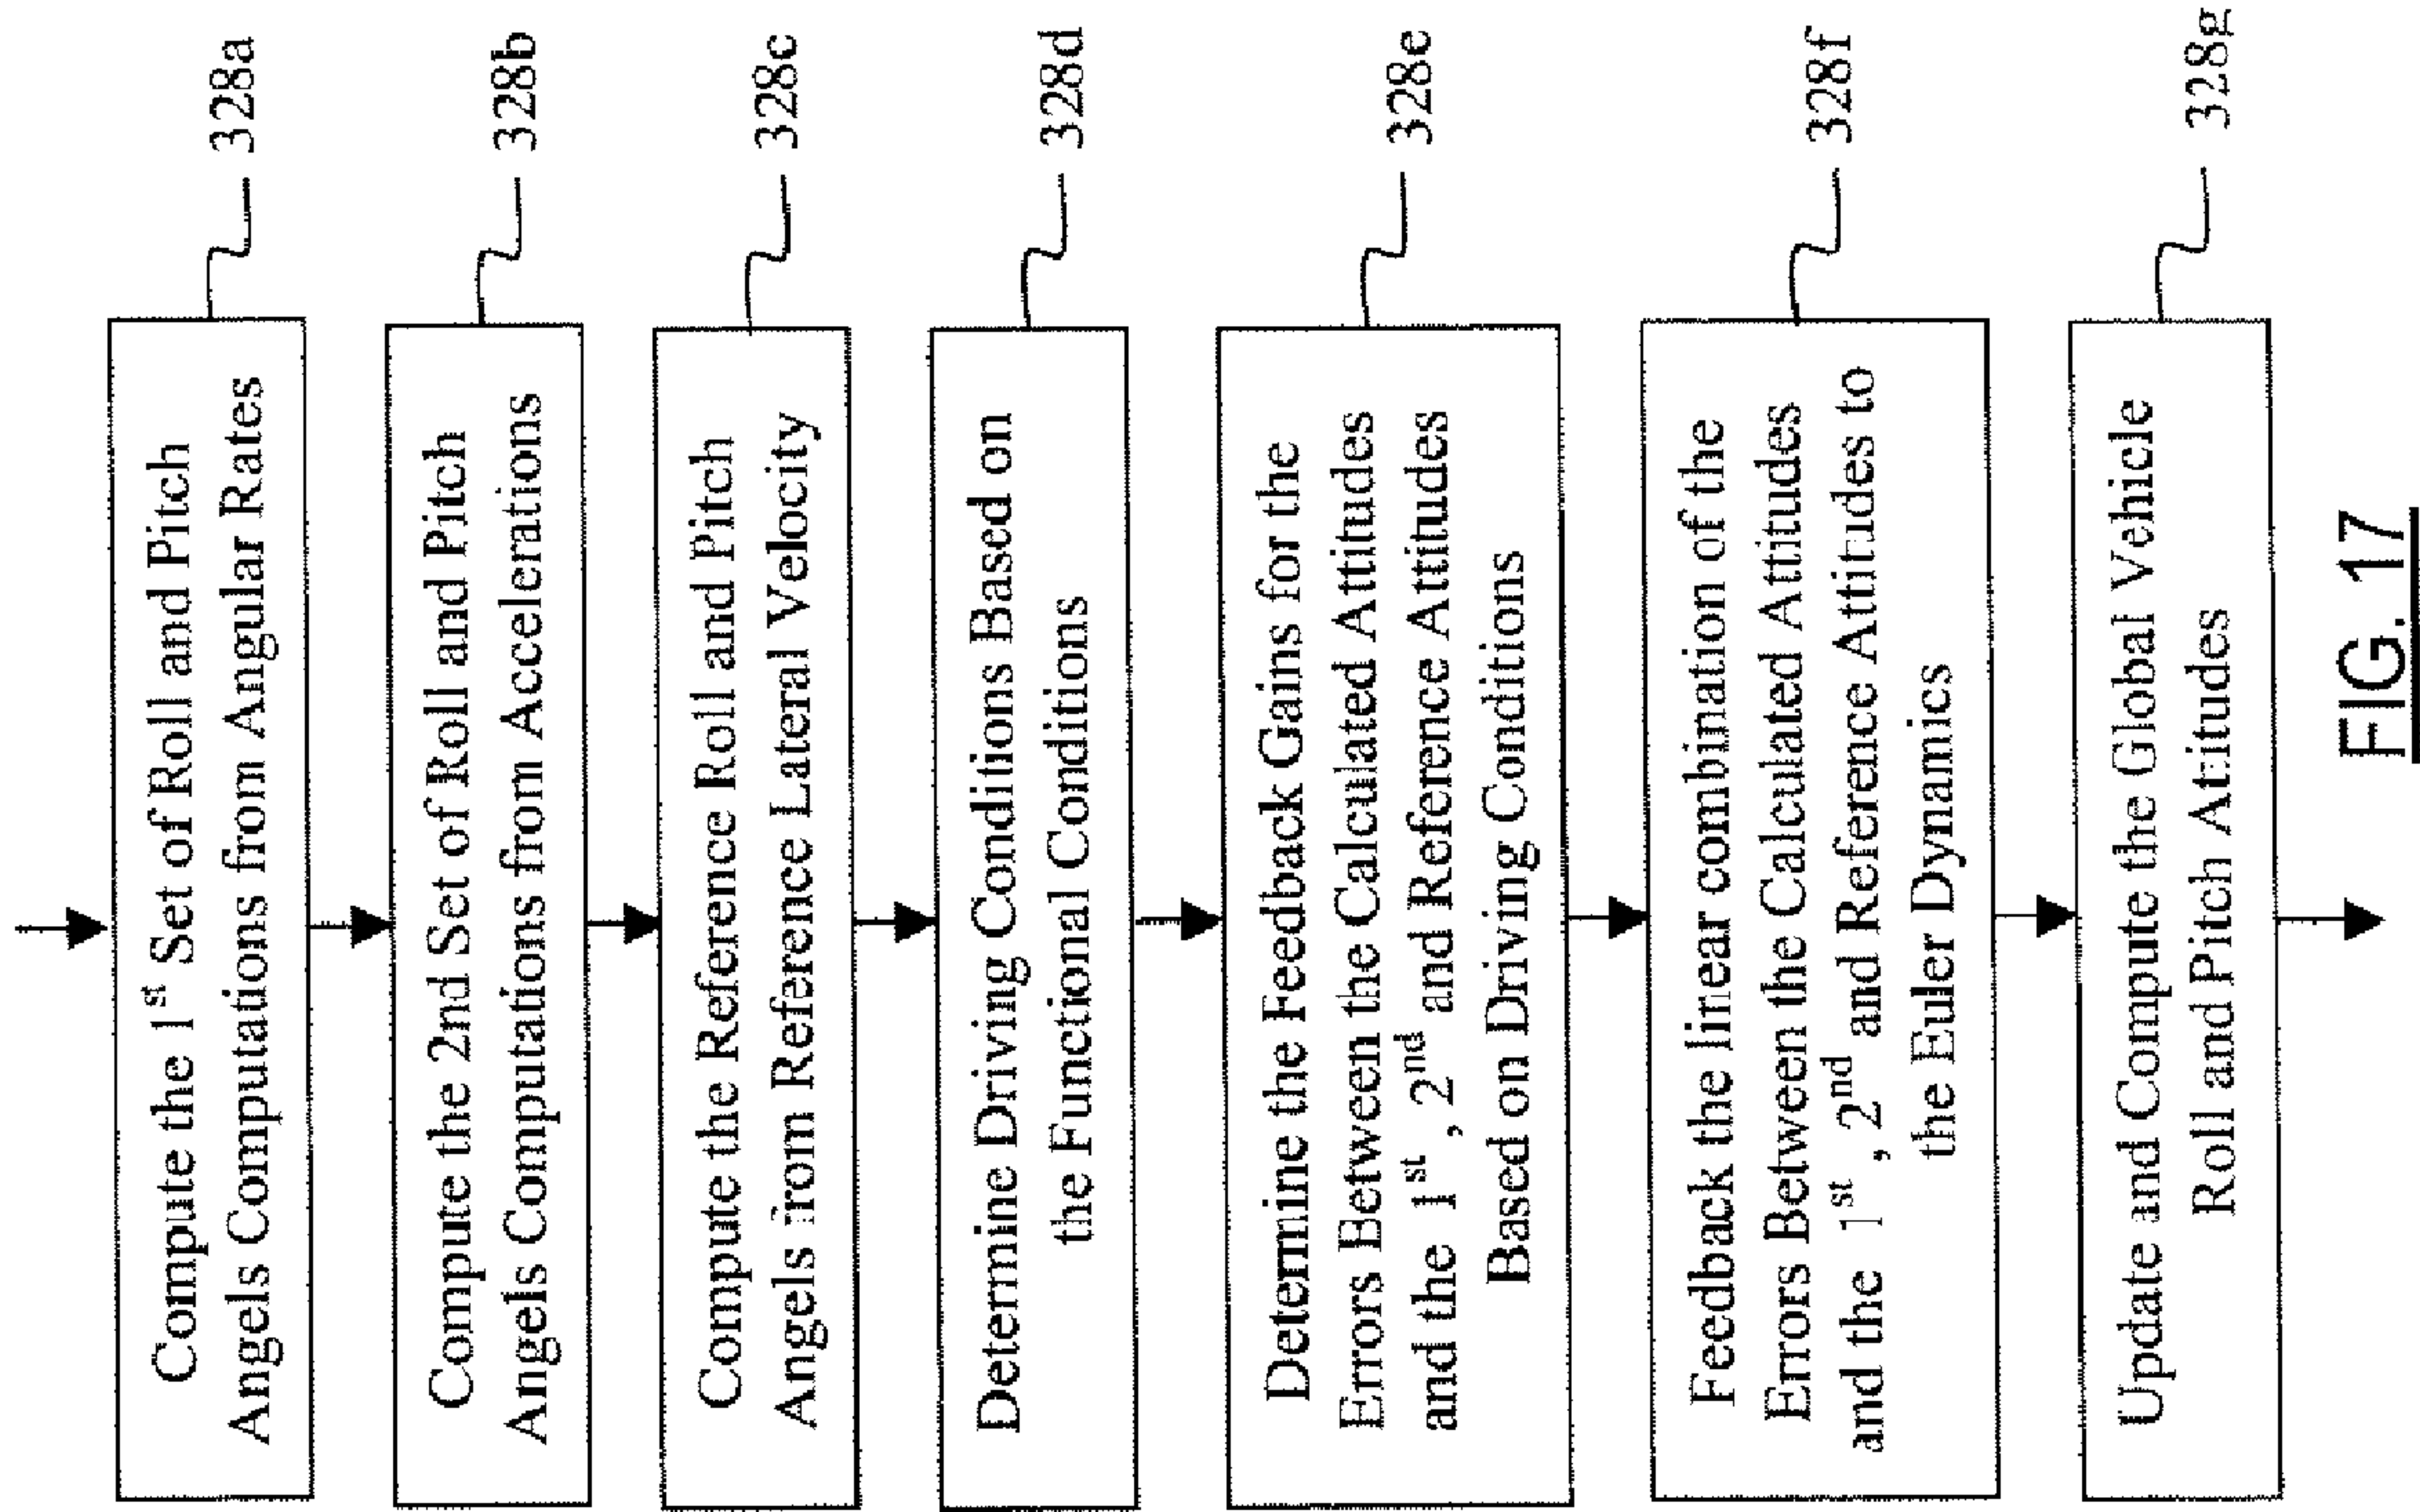 Compute the 1st Set of Roll and Pitch
Angels Computations from Angular Rates
328a
Compute the 2nd Set of Roll and Pitch
Angels Computations from Accelerations
328b
Compute the Reference Roll and Pitch
Angels from Reference Lateral Velocity
328c
Determine Driving Conditions Based on
the Functional Conditions
328d
Determine the Feedback Gains for the
Errors Between the Calculated Attitudes
and the 1st, 2nd and Reference Attitudes
Based on Driving Conditions
328e
Feedback the linear combination of the
Errors Between the Calculated Attitudes
and the 1st, 2nd and Reference Attitudes to
the Euler Dynamics
328f
Update and Compute the Global Vehicle
Roll and Pitch Attitudes
328g
FIG. 17